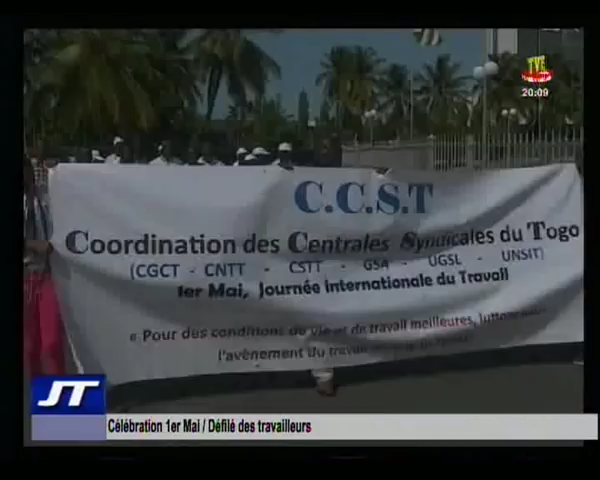 TVT
20:09
C.C.S.T
Coordination des Centrales Syndicales du Togo
(CGCT - CNTT - CSTT - GSA - UGSL - UNSIT)
1er Mai, Journée internationale du Travail
« Pour des conditions de vie et de travail meilleures,
l'avènement du
JT
Célébration 1er Mai / Défilé des travailleurs